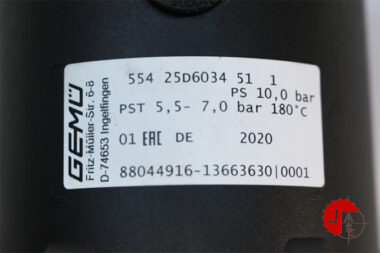 GEMÜ
Fritz-Müller-Str. 6-8
D-74653 Ingelfingen
554 25D6034 51 1
PS 10,0 bar
PST 5,5- 7,0 bar 180°C
01 EAC DE 2020
88044916-13663630|0001